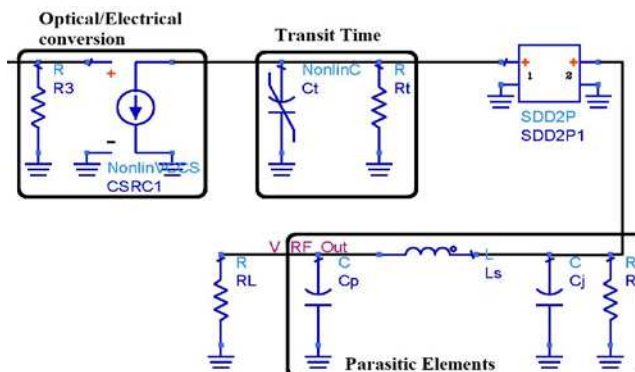 Optical/Electrical
conversion
Transit Time
R
R3
+
-
NonlinVCCS
CSRC1
NonlinC
Ct
R
Rt
+ +
1 2
SDD2P
SDD2P1
V_RF_Out
R
RL
C
Cp
L
Ls
C
Cj
R
Parasitic Elements